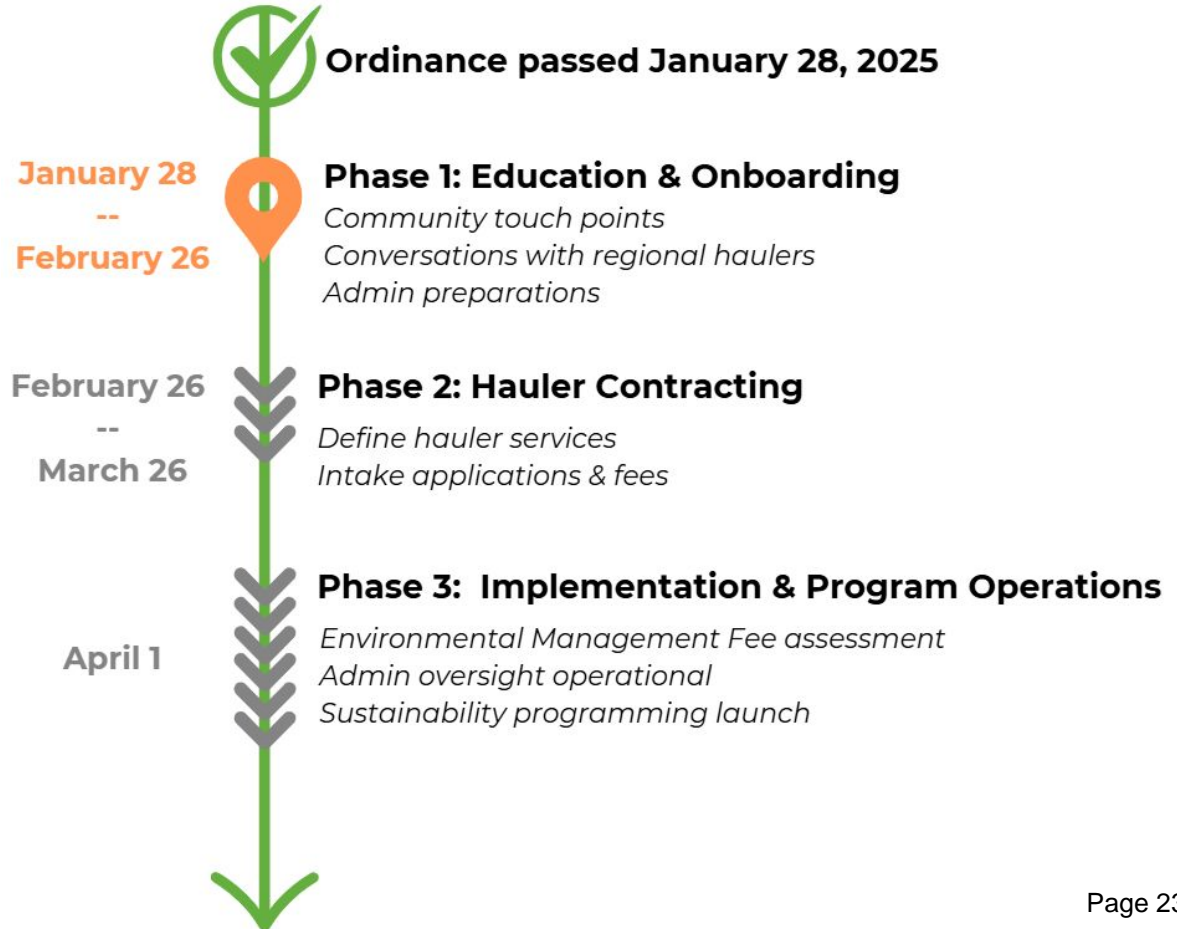 Ordinance passed January 28, 2025
January 28
--
February 26
Phase 1: Education & Onboarding
Community touch points
Conversations with regional haulers
Admin preparations
February 26
--
March 26
Phase 2: Hauler Contracting
Define hauler services
Intake applications & fees
April 1
Phase 3: Implementation & Program Operations
Environmental Management Fee assessment
Admin oversight operational
Sustainability programming launch
Page 23